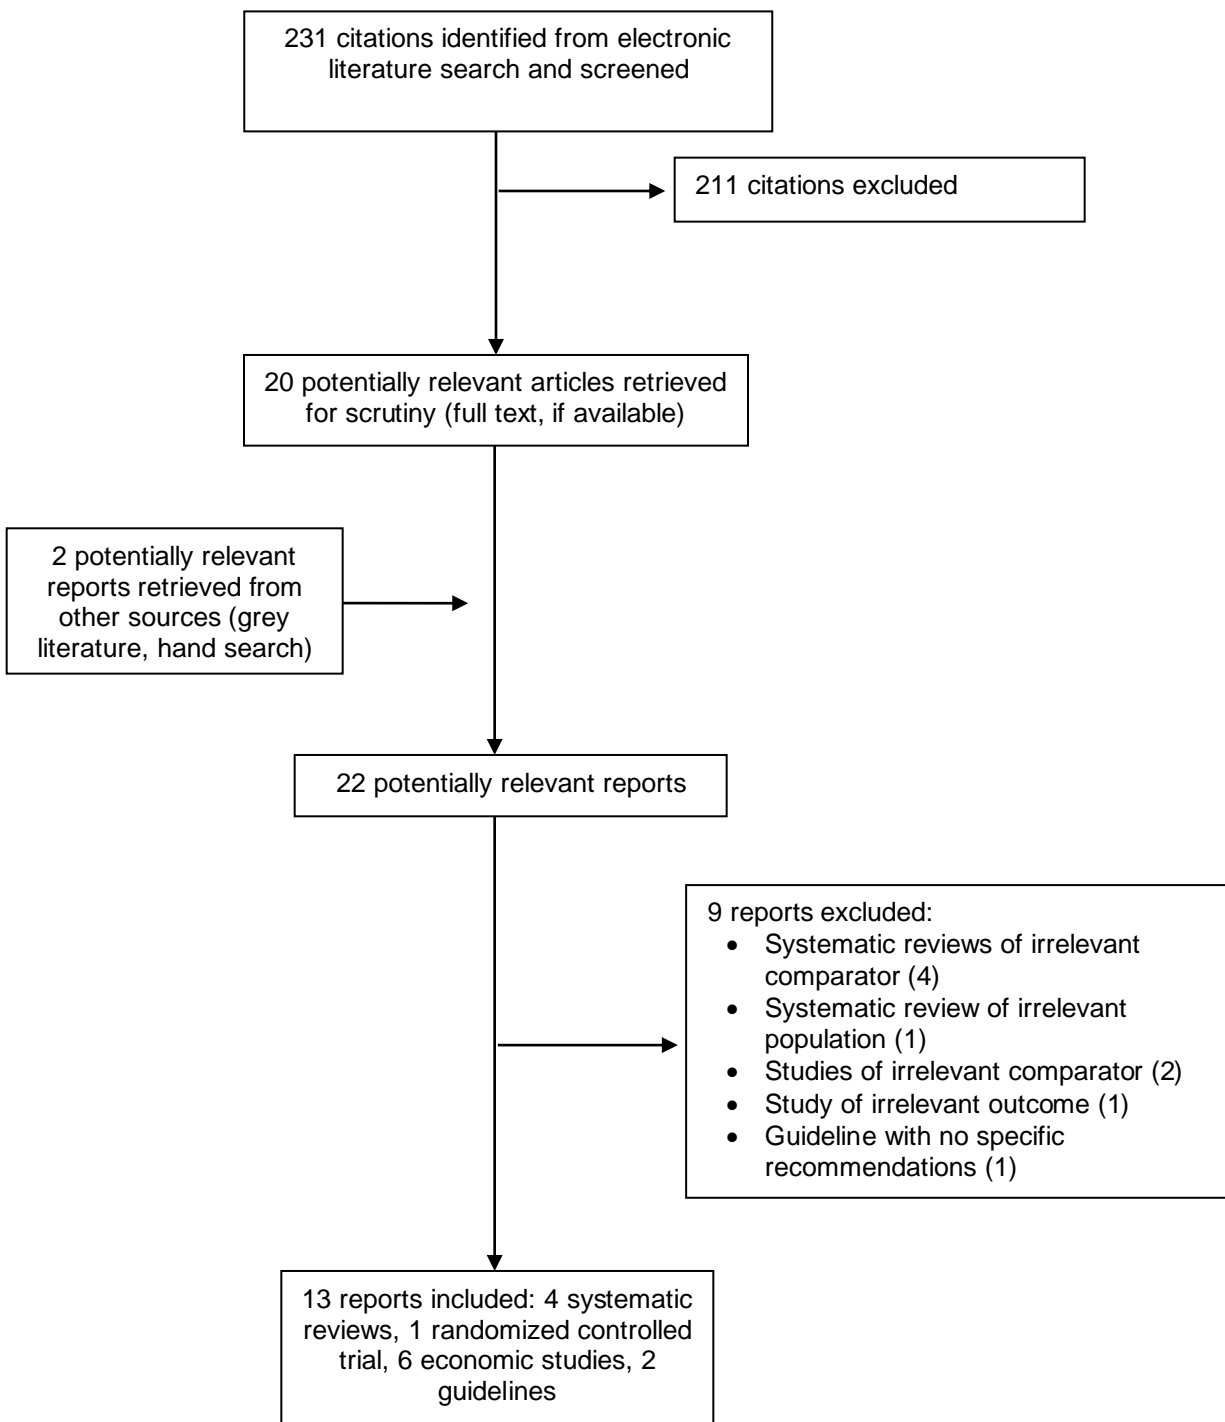 231 citations identified from electronic
literature search and screened
211 citations excluded
20 potentially relevant articles retrieved
for scrutiny (full text, if available)
2 potentially relevant
reports retrieved from
other sources (grey
literature, hand search)
22 potentially relevant reports
9 reports excluded:
• Systematic reviews of irrelevant
comparator (4)
• Systematic review of irrelevant
population (1)
• Studies of irrelevant comparator (2)
• Study of irrelevant outcome (1)
• Guideline with no specific
recommendations (1)
13 reports included: 4 systematic
reviews, 1 randomized controlled
trial, 6 economic studies, 2
guidelines